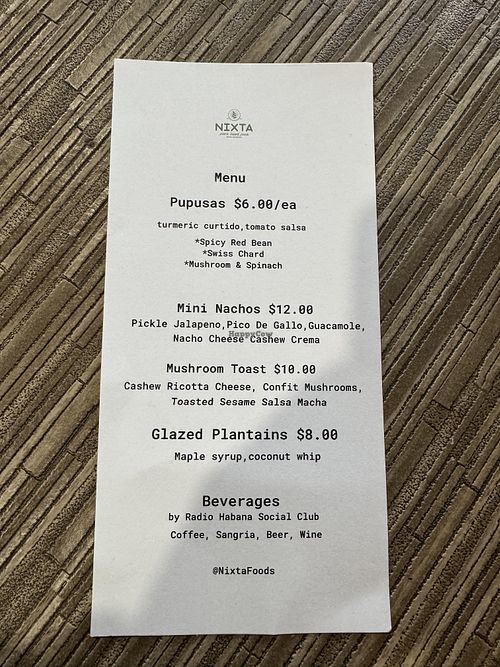 NIXTA
Menu
Pupusas $6.00/ea
turmeric curtido,tomato salsa
*Spicy Red Bean
*Swiss Chard
*Mushroom & Spinach
Mini Nachos $12.00
Pickle Jalapeno,Pico De Gallo,Guacamole,
HappyCow
Nacho Cheese Cashew Crema
Mushroom Toast $10.00
Cashew Ricotta Cheese, Confit Mushrooms,
Toasted Sesame Salsa Macha
Glazed Plantains $8.00
Maple syrup,coconut whip
Beverages
by Radio Habana Social Club
Coffee, Sangria, Beer, Wine
@NixtaFoods